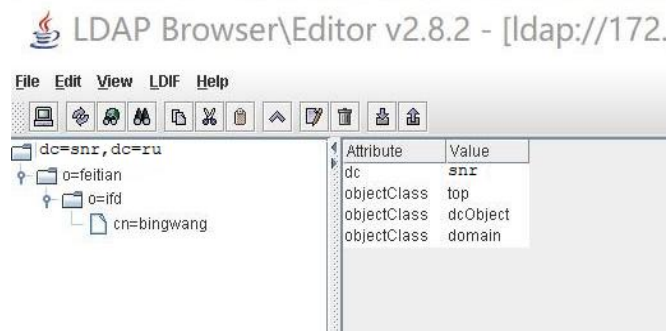 LDAP Browser\Editor v2.8.2 - [ldap://172.
File Edit View LDIF Help
dc=snr,dc=ru
o=feitian
o=ifd
cn=bingwang
Attribute Value
dc snr
objectClass top
objectClass dcObject
objectClass domain